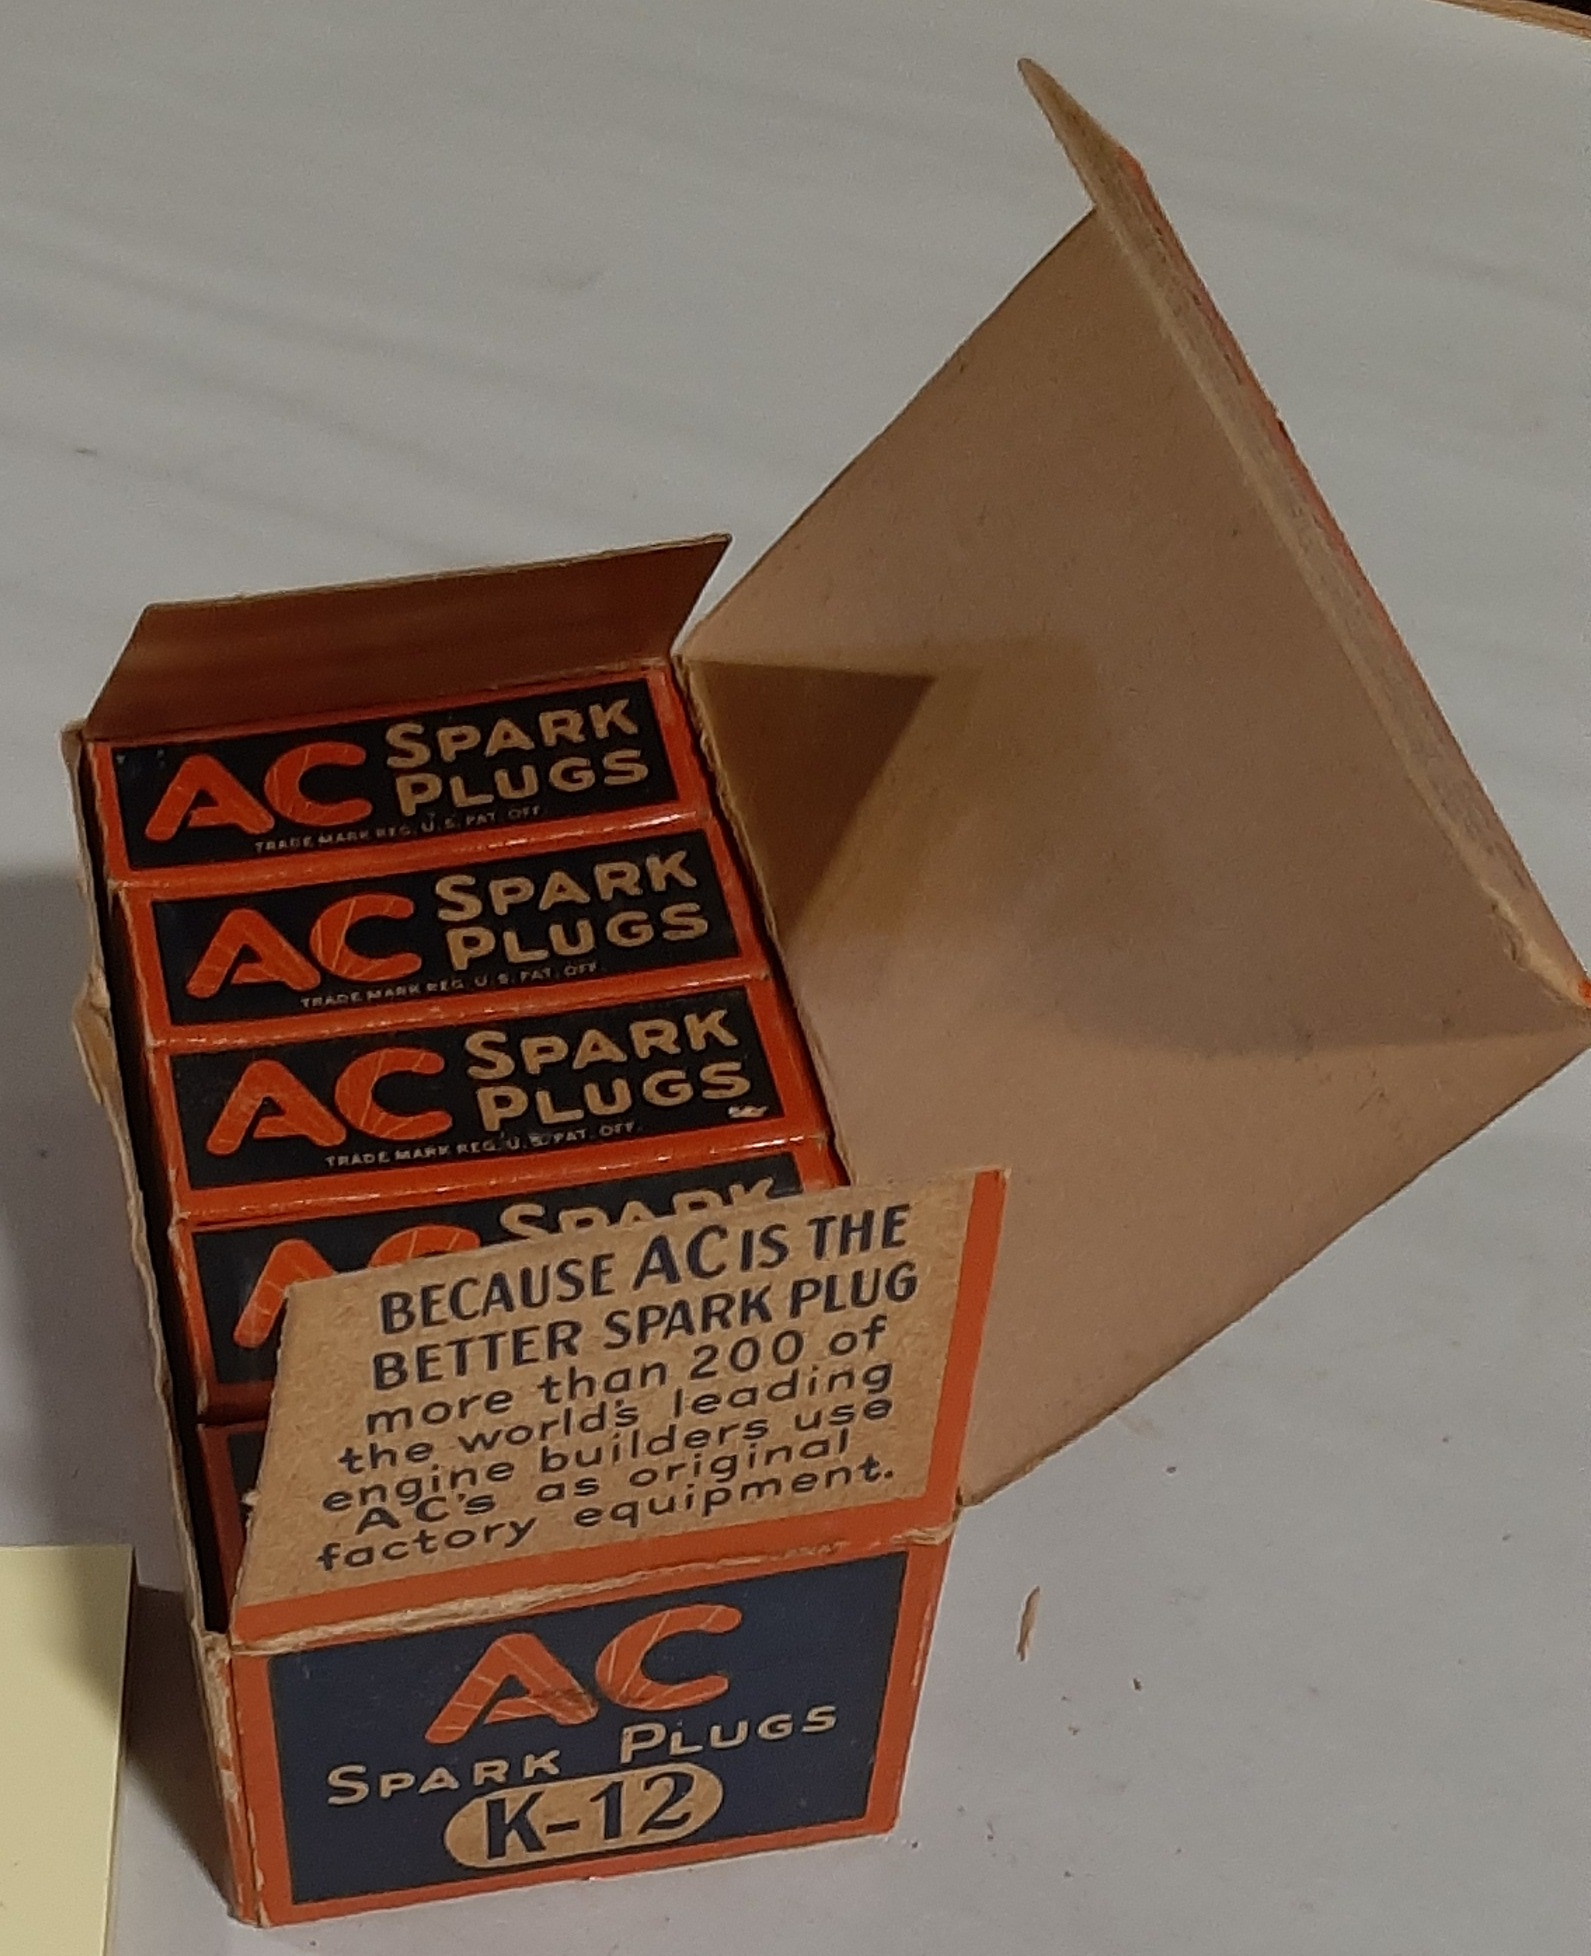 AC SPARK
PLUGS
TRADE MARK REG. U.S. PAT. OFF.
AC SPARK
PLUGS
TRADE MARK REG. U.S. PAT. OFF.
AC SPARK
PLUGS
TRADE MARK REG. U.S. PAT. OFF.
AC SPARK
BECAUSE AC IS THE
BETTER SPARK PLUG
more than 200 of
the world's leading
engine builders use
AC's as original
factory equipment.
AC
SPARK PLUGS
K-12